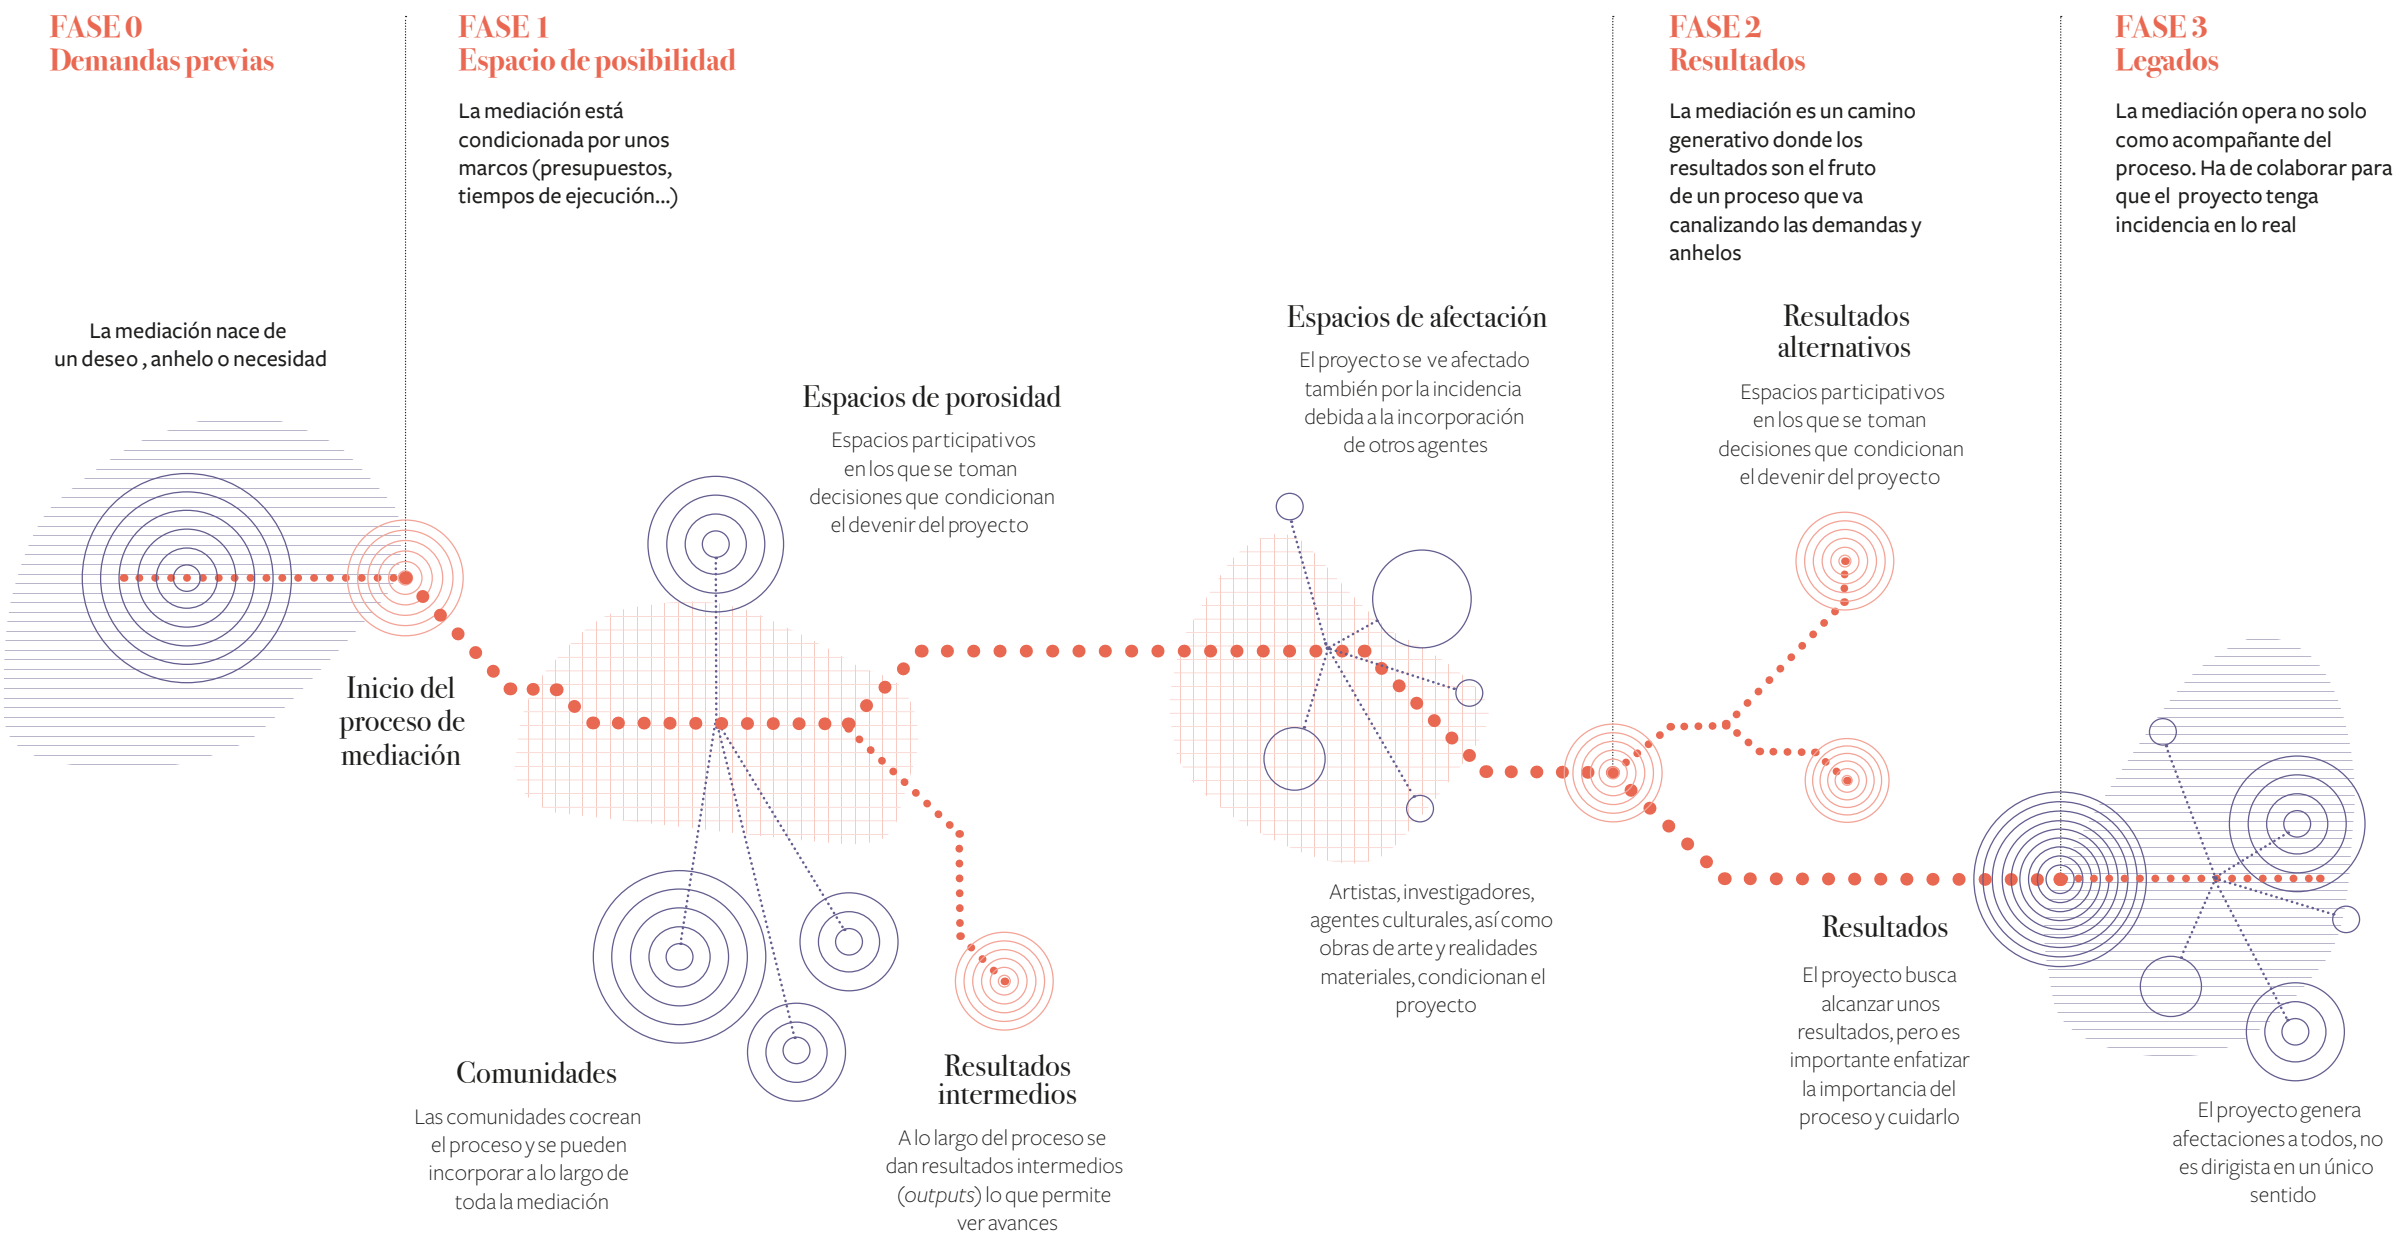 FASE 0
Demandas previas
La mediación nace de
un deseo , anhelo o necesidad
Inicio del
proceso de
mediación
FASE 1
Espacio de posibilidad
La mediación está
condicionada por unos
marcos (presupuestos,
tiempos de ejecución...)
Espacios de porosidad
Espacios participativos
en los que se toman
decisiones que condicionan
el devenir del proyecto
Comunidades
Las comunidades cocrean
el proceso y se pueden
incorporar a lo largo de
toda la mediación
Resultados
intermedios
A lo largo del proceso se
dan resultados intermedios
(outputs) lo que permite
ver avances
Espacios de afectación
El proyecto se ve afectado
también por la incidencia
debida a la incorporación
de otros agentes
Artistas, investigadores,
agentes culturales, así como
obras de arte y realidades
materiales, condicionan el
proyecto
FASE 2
Resultados
La mediación es un camino
generativo donde los
resultados son el fruto
de un proceso que va
canalizando las demandas y
anhelos
Resultados
alternativos
Espacios participativos
en los que se toman
decisiones que condicionan
el devenir del proyecto
Resultados
El proyecto busca
alcanzar unos
resultados, pero es
importante enfatizar
la importancia del
proceso y cuidarlo
FASE 3
Legados
La mediación opera no solo
como acompañante del
proceso. Ha de colaborar para
que el proyecto tenga
incidencia en lo real
El proyecto genera
afectaciones a todos, no
es dirigista en un único
sentido